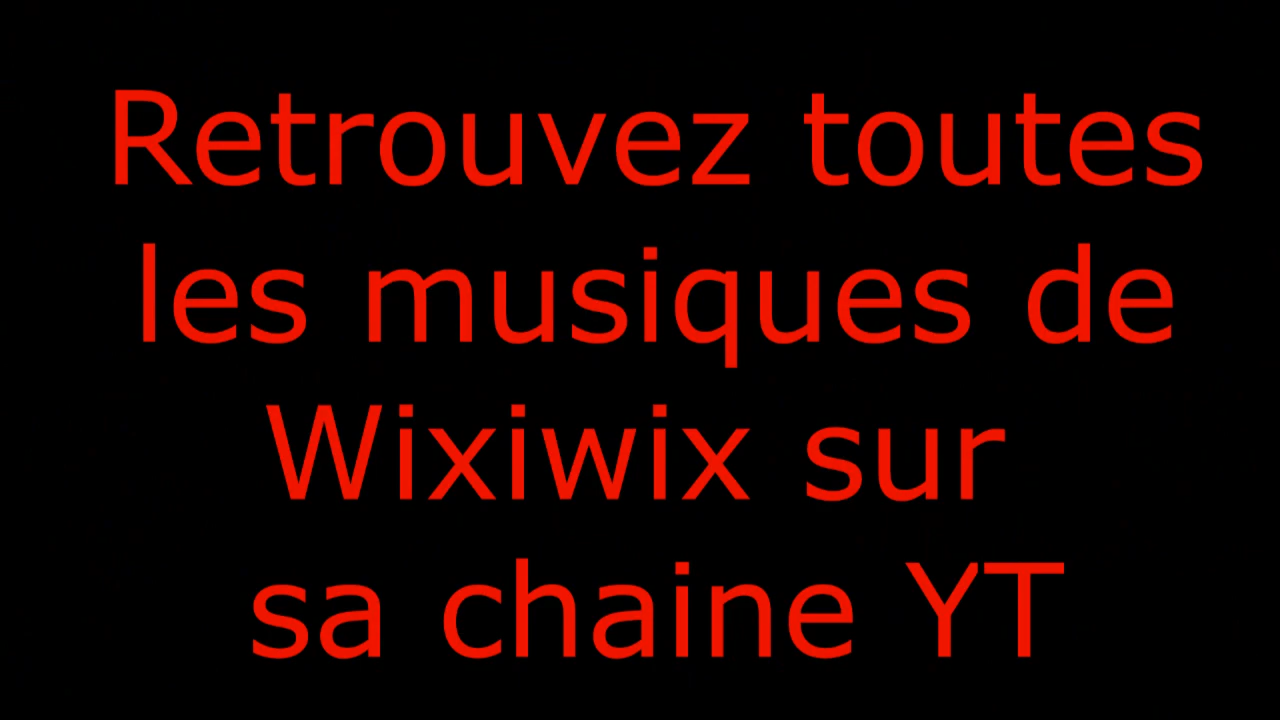 Retrouvez toutes
les musiques de
Wixiwix sur
sa chaine YT